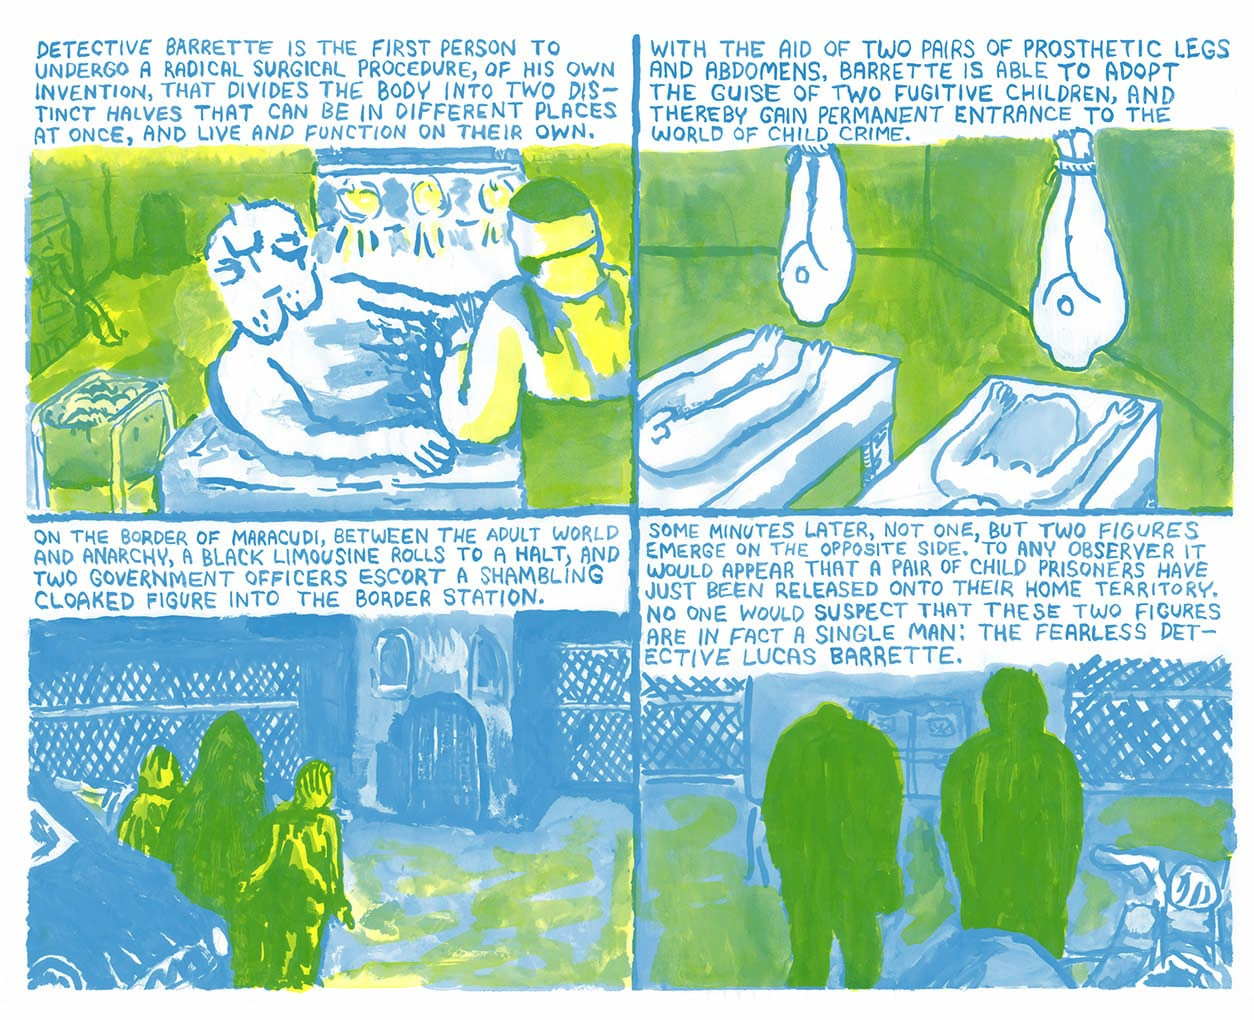 DETECTIVE BARRETTE IS THE FIRST PERSON TO
UNDERGO A RADICAL SURGICAL PROCEDURE, OF HIS OWN
INVENTION, THAT DIVIDES THE BODY INTO TWO DIS-
TINCT HALVES THAT CAN BE IN DIFFERENT PLACES
AT ONCE, AND LIVE AND FUNCTION ON THEIR OWN.
WITH THE AID OF TWO PAIRS OF PROSTHETIC LEGS
AND ABDOMENS, BARRETTE IS ABLE TO ADOPT
THE GUISE OF TWO FUGITIVE CHILDREN, AND
THEREBY GAIN PERMANENT ENTRANCE TO THE
WORLD OF CHILD CRIME.
ON THE BORDER OF MARACUDI, BETWEEN THE ADULT WORLD
AND ANARCHY, A BLACK LIMOUSINE ROLLS TO A HALT, AND
TWO GOVERNMENT OFFICERS ESCORT A SHAMBLING
CLOAKED FIGURE INTO THE BORDER STATION.
SOME MINUTES LATER, NOT ONE, BUT TWO FIGURES
EMERGE ON THE OPPOSITE SIDE. TO ANY OBSERVER IT
WOULD APPEAR THAT A PAIR OF CHILD PRISONERS HAVE
JUST BEEN RELEASED ONTO THEIR HOME TERRITORY.
NO ONE WOULD SUSPECT THAT THESE TWO FIGURES
ARE IN FACT A SINGLE MAN: THE FEARLESS DET-
ECTIVE LUCAS BARRETTE.